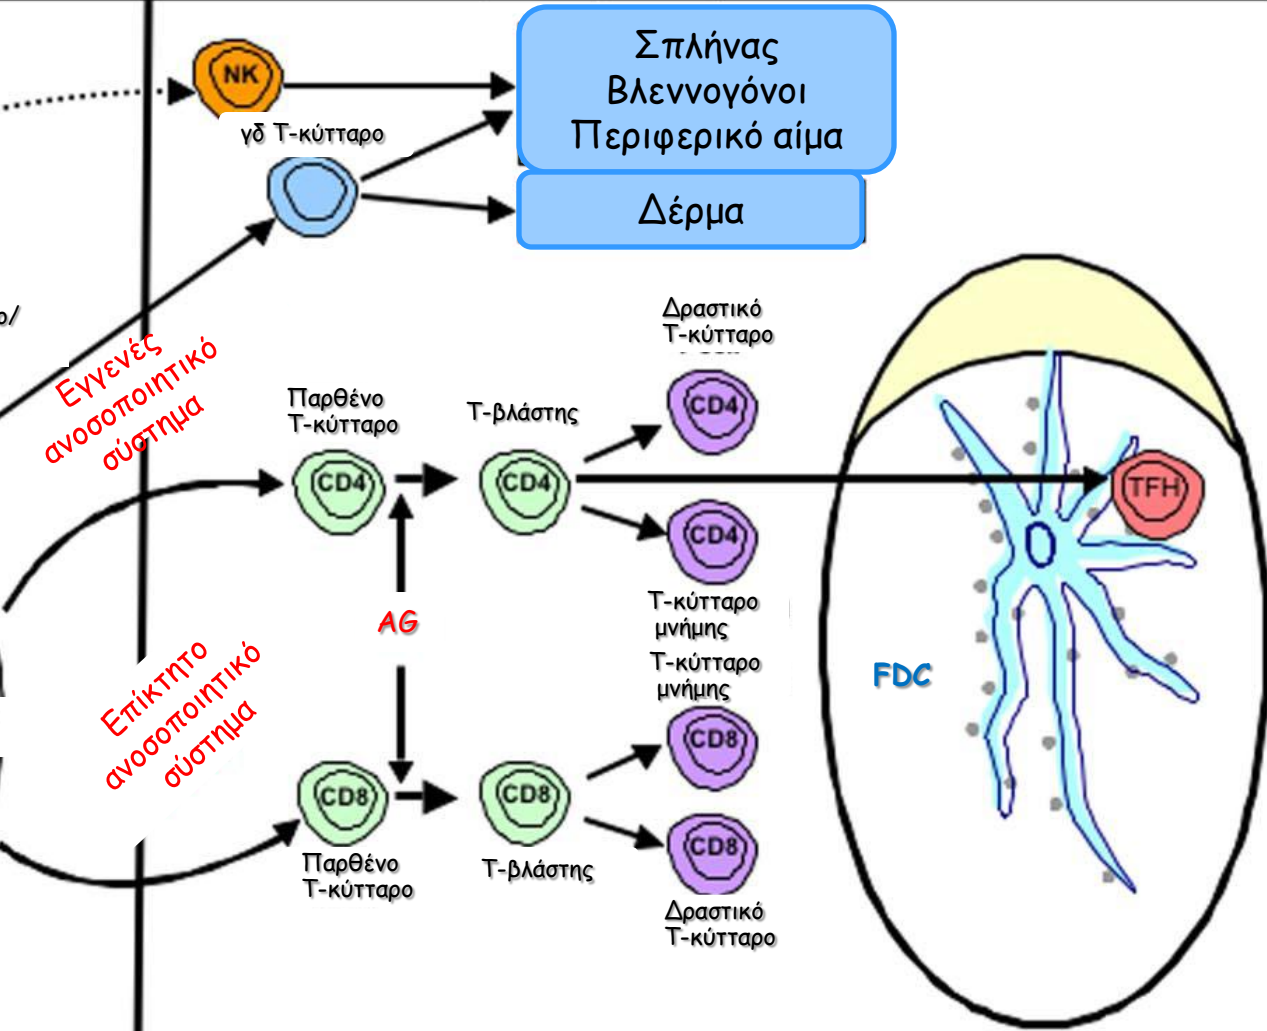 NK
Σπλήνας
Βλεννογόνοι
Περιφερικό αίμα
γδ Τ-κύτταρο
Δέρμα
ο/
Εγγενές
ανοσοποιητικό
σύστημα
Δραστικό
Τ-κύτταρο
Παρθένο
Τ-κύτταρο
Τ-βλάστης
CD4
CD4
CD4
CD4
TFH
AG
Τ-κύτταρο
μνήμης
Τ-κύτταρο
μνήμης
FDC
Επίκτητο
ανοσοποιητικό
σύστημα
CD8
CD8
CD8
CD8
Παρθένο
Τ-κύτταρο
Τ-βλάστης
Δραστικό
Τ-κύτταρο